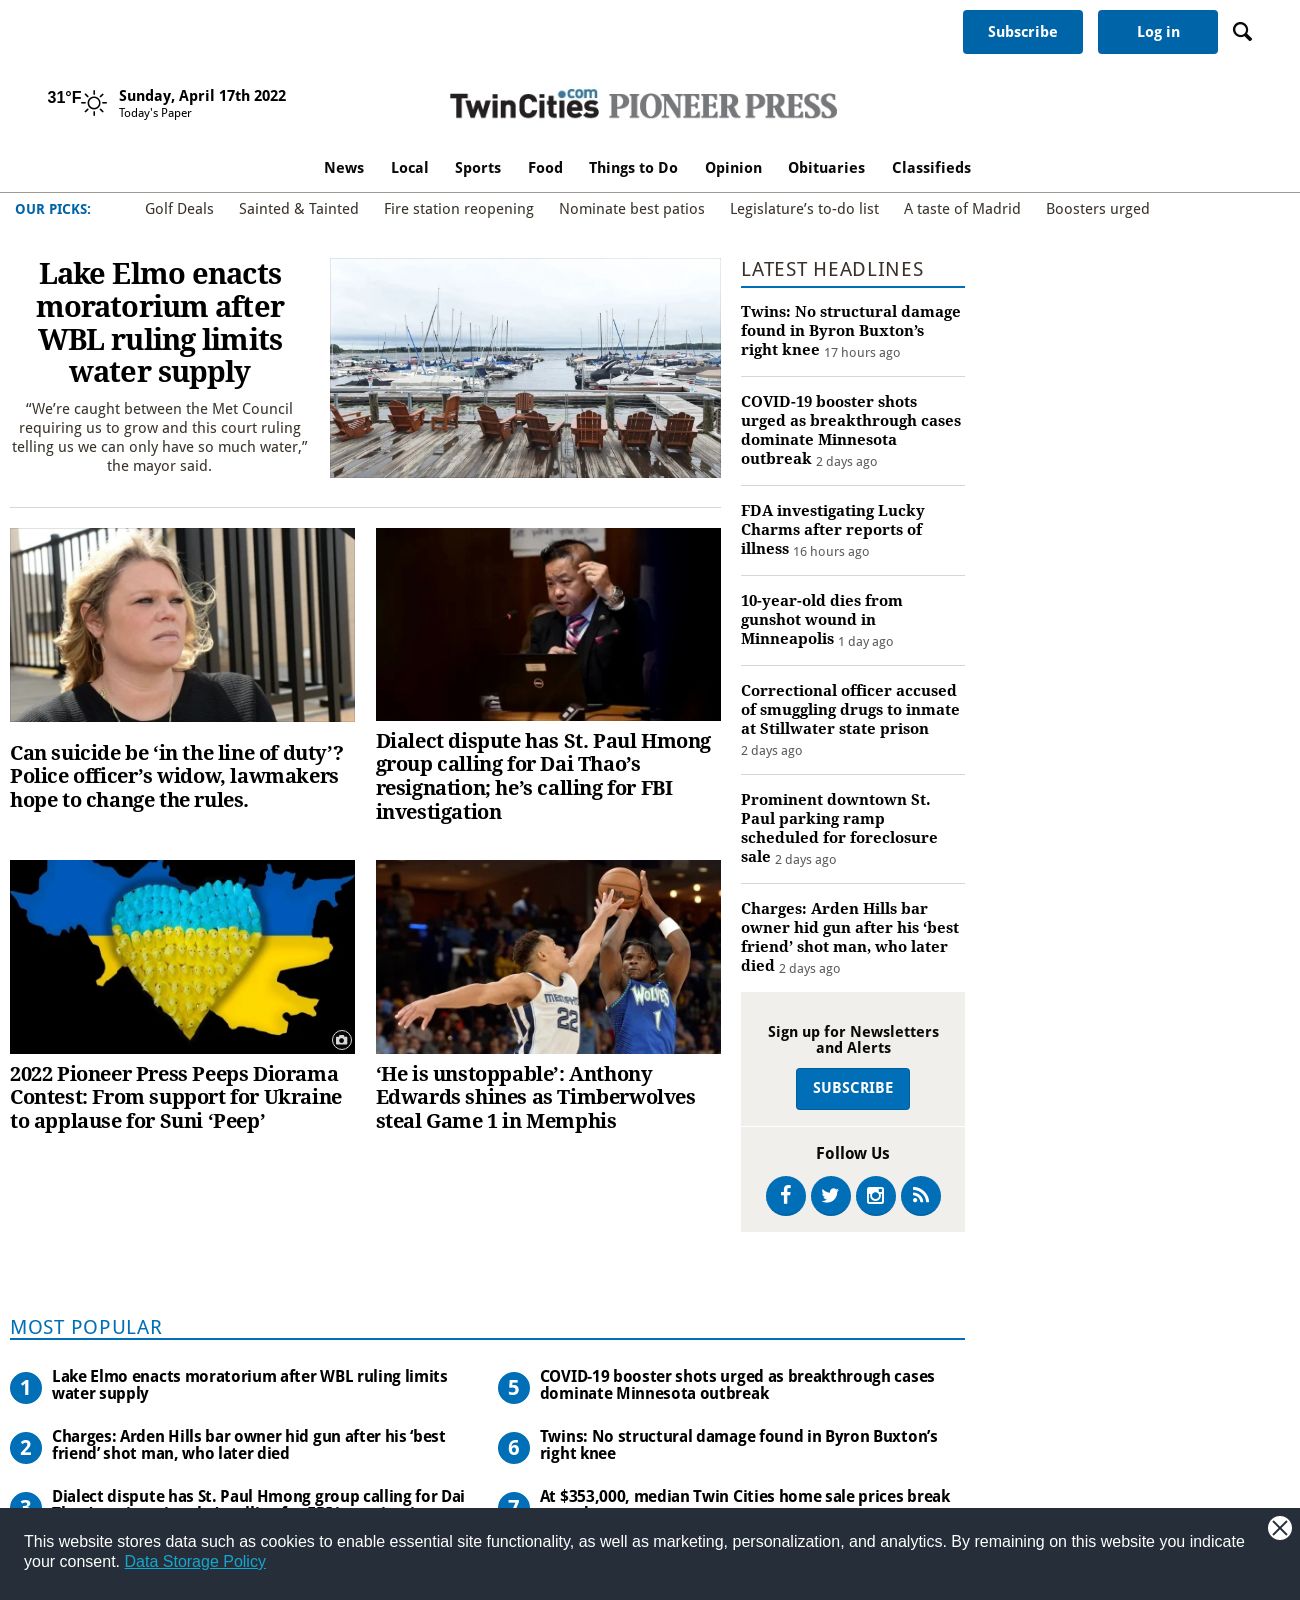 Subscribe
Log in
31°F
Sunday, April 17th 2022
Today's Paper
TwinCities.com PIONEER PRESS
News Local Sports Food Things to Do Opinion Obituaries Classifieds
OUR PICKS: Golf Deals Sainted & Tainted Fire station reopening Nominate best patios Legislature’s to-do list A taste of Madrid Boosters urged
Lake Elmo enacts
moratorium after
WBL ruling limits
water supply
“We’re caught between the Met Council
requiring us to grow and this court ruling
telling us we can only have so much water,”
the mayor said.
Can suicide be ‘in the line of duty’?
Police officer’s widow, lawmakers
hope to change the rules.
Dialect dispute has St. Paul Hmong
group calling for Dai Thao’s
resignation; he’s calling for FBI
investigation
MEMPHIS
22
WOLVES
1
2022 Pioneer Press Peeps Diorama
Contest: From support for Ukraine
to applause for Suni ‘Peep’
‘He is unstoppable’: Anthony
Edwards shines as Timberwolves
steal Game 1 in Memphis
LATEST HEADLINES
Twins: No structural damage
found in Byron Buxton’s
right knee 17 hours ago
COVID-19 booster shots
urged as breakthrough cases
dominate Minnesota
outbreak 2 days ago
FDA investigating Lucky
Charms after reports of
illness 16 hours ago
10-year-old dies from
gunshot wound in
Minneapolis 1 day ago
Correctional officer accused
of smuggling drugs to inmate
at Stillwater state prison
2 days ago
Prominent downtown St.
Paul parking ramp
scheduled for foreclosure
sale 2 days ago
Charges: Arden Hills bar
owner hid gun after his ‘best
friend’ shot man, who later
died 2 days ago
Sign up for Newsletters
and Alerts
SUBSCRIBE
Follow Us
MOST POPULAR
1 Lake Elmo enacts moratorium after WBL ruling limits
water supply
2 Charges: Arden Hills bar owner hid gun after his ‘best
friend’ shot man, who later died
3 Dialect dispute has St. Paul Hmong group calling for Dai
5 COVID-19 booster shots urged as breakthrough cases
dominate Minnesota outbreak
6 Twins: No structural damage found in Byron Buxton’s
right knee
7 At $353,000, median Twin Cities home sale prices break
This website stores data such as cookies to enable essential site functionality, as well as marketing, personalization, and analytics. By remaining on this website you indicate
your consent. Data Storage Policy